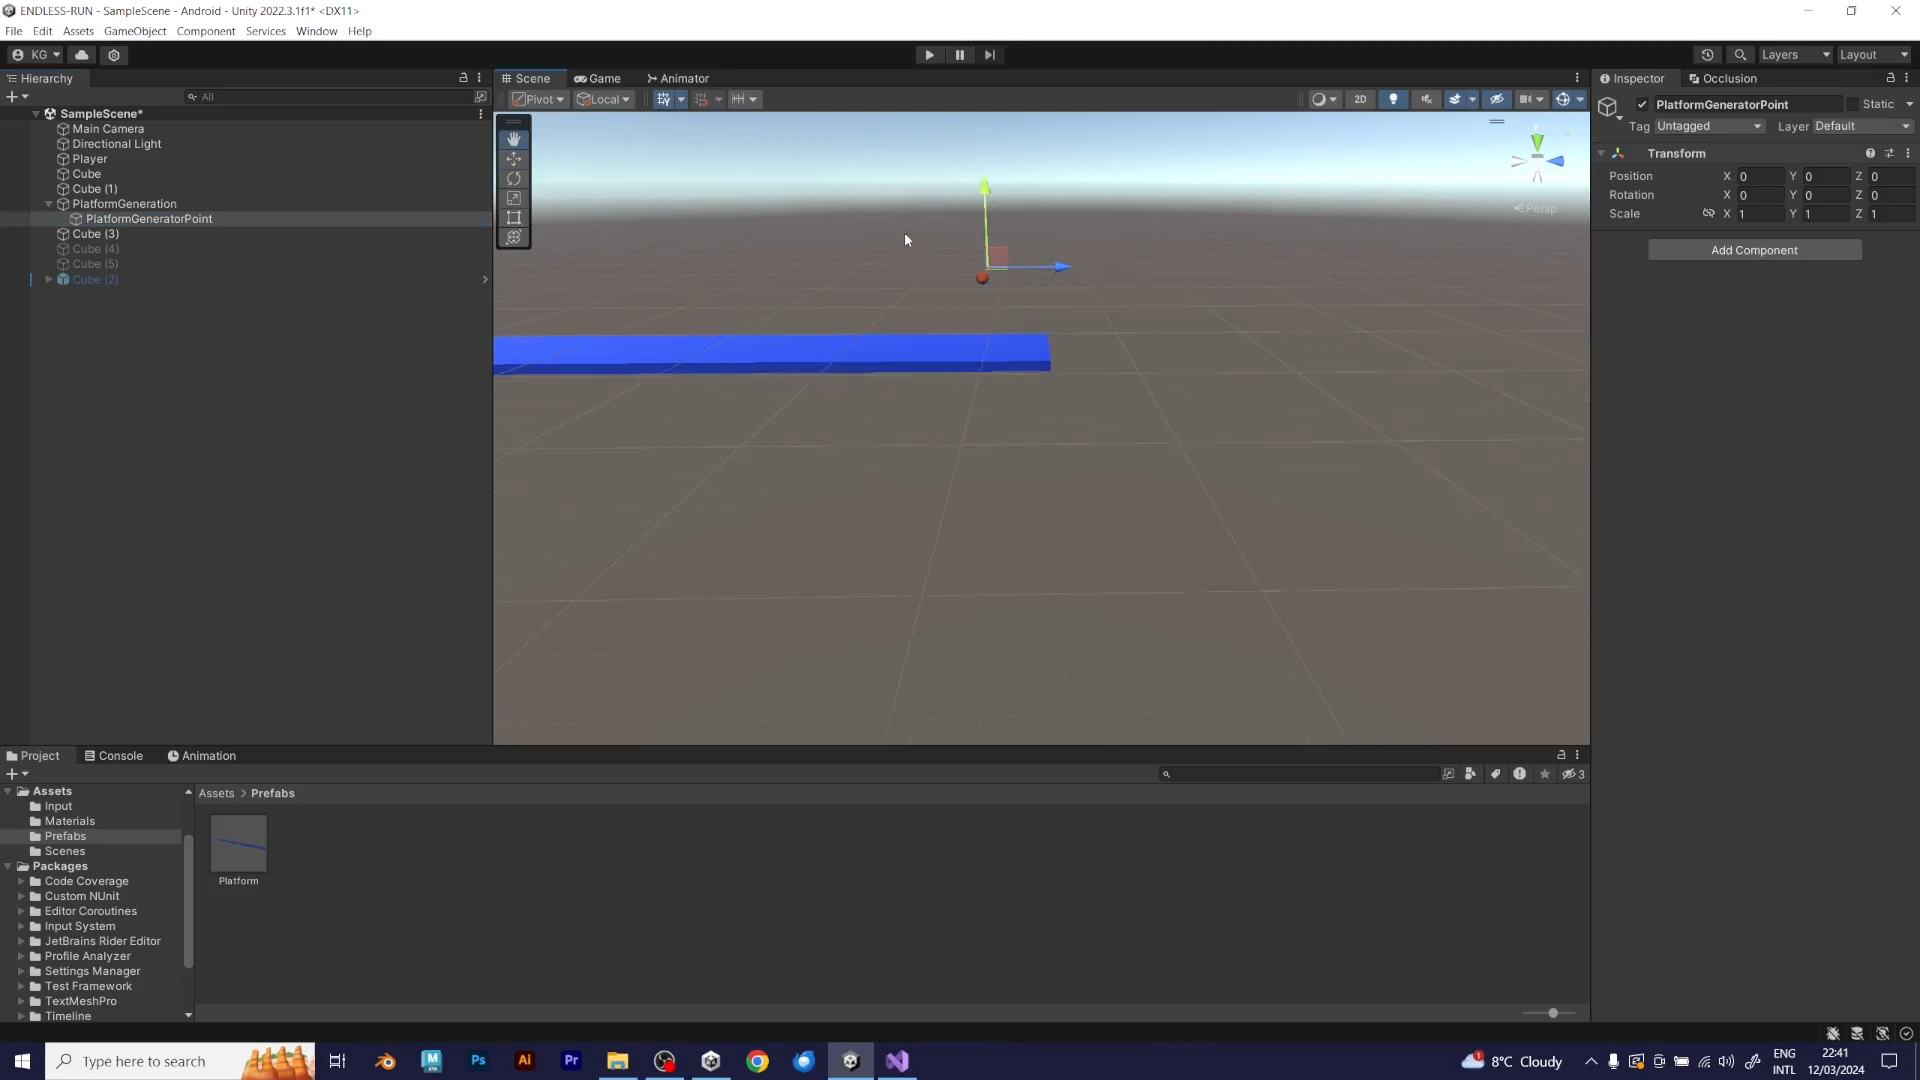 ENDLESS-RUN - SampleScene - Android - Unity 2022.3.1f1* <DX11>
File Edit Assets GameObject Component Services Window Help
KG Layers Layout
Hierarchy
All
SampleScene*
Main Camera
Directional Light
Player
Cube
Cube (1)
PlatformGeneration
PlatformGeneratorPoint
Cube (3)
Cube (4)
Cube (5)
Cube (2)
Scene Game Animator
Pivot Local 2D
Persp
Inspector Occlusion
PlatformGeneratorPoint Static
Tag Untagged Layer Default
Transform
Position X 0 Y 0 Z 0
Rotation X 0 Y 0 Z 0
Scale X 1 Y 1 Z 1
Add Component
Project Console Animation
3
Assets
Input
Materials
Prefabs
Scenes
Packages
Code Coverage
Custom NUnit
Editor Coroutines
Input System
JetBrains Rider Editor
Profile Analyzer
Settings Manager
Test Framework
TextMeshPro
Timeline
Assets > Prefabs
Platform
Type here to search
M
Ps
Ai
Pr
1
8°C Cloudy
ENG
INTL
22:41
12/03/2024